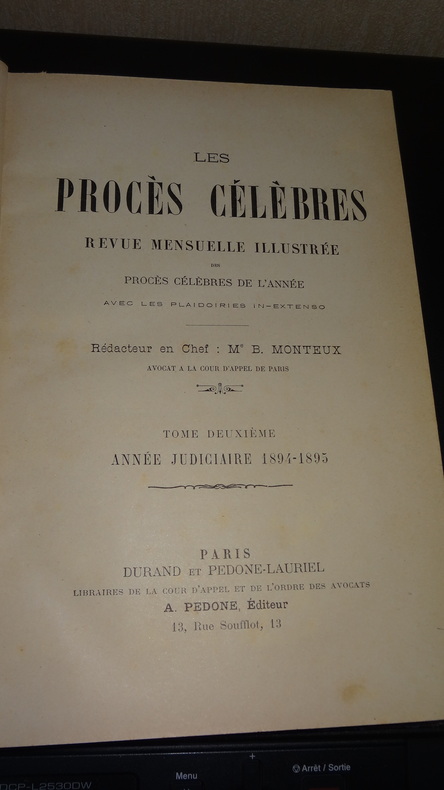 LES
PROCÈS CÉLÈBRES
REVUE MENSUELLE ILLUSTRÉE
DES
PROCÈS CÉLÈBRES DE L'ANNÉE
AVEC LES PLAIDOIRIES IN-EXTENSO
Rédacteur en Chef : Mᵉ B. MONTEUX
AVOCAT A LA COUR D'APPEL DE PARIS
TOME DEUXIÈME
ANNÉE JUDICIAIRE 1894-1895
PARIS
DURAND ET PEDONE-LAURIEL
LIBRAIRES DE LA COUR D'APPEL ET DE L'ORDRE DES AVOCATS
A. PEDONE, Éditeur
13, Rue Soufflot, 13
DCP-L2530DW
Menu
+
Arrêt / Sortie